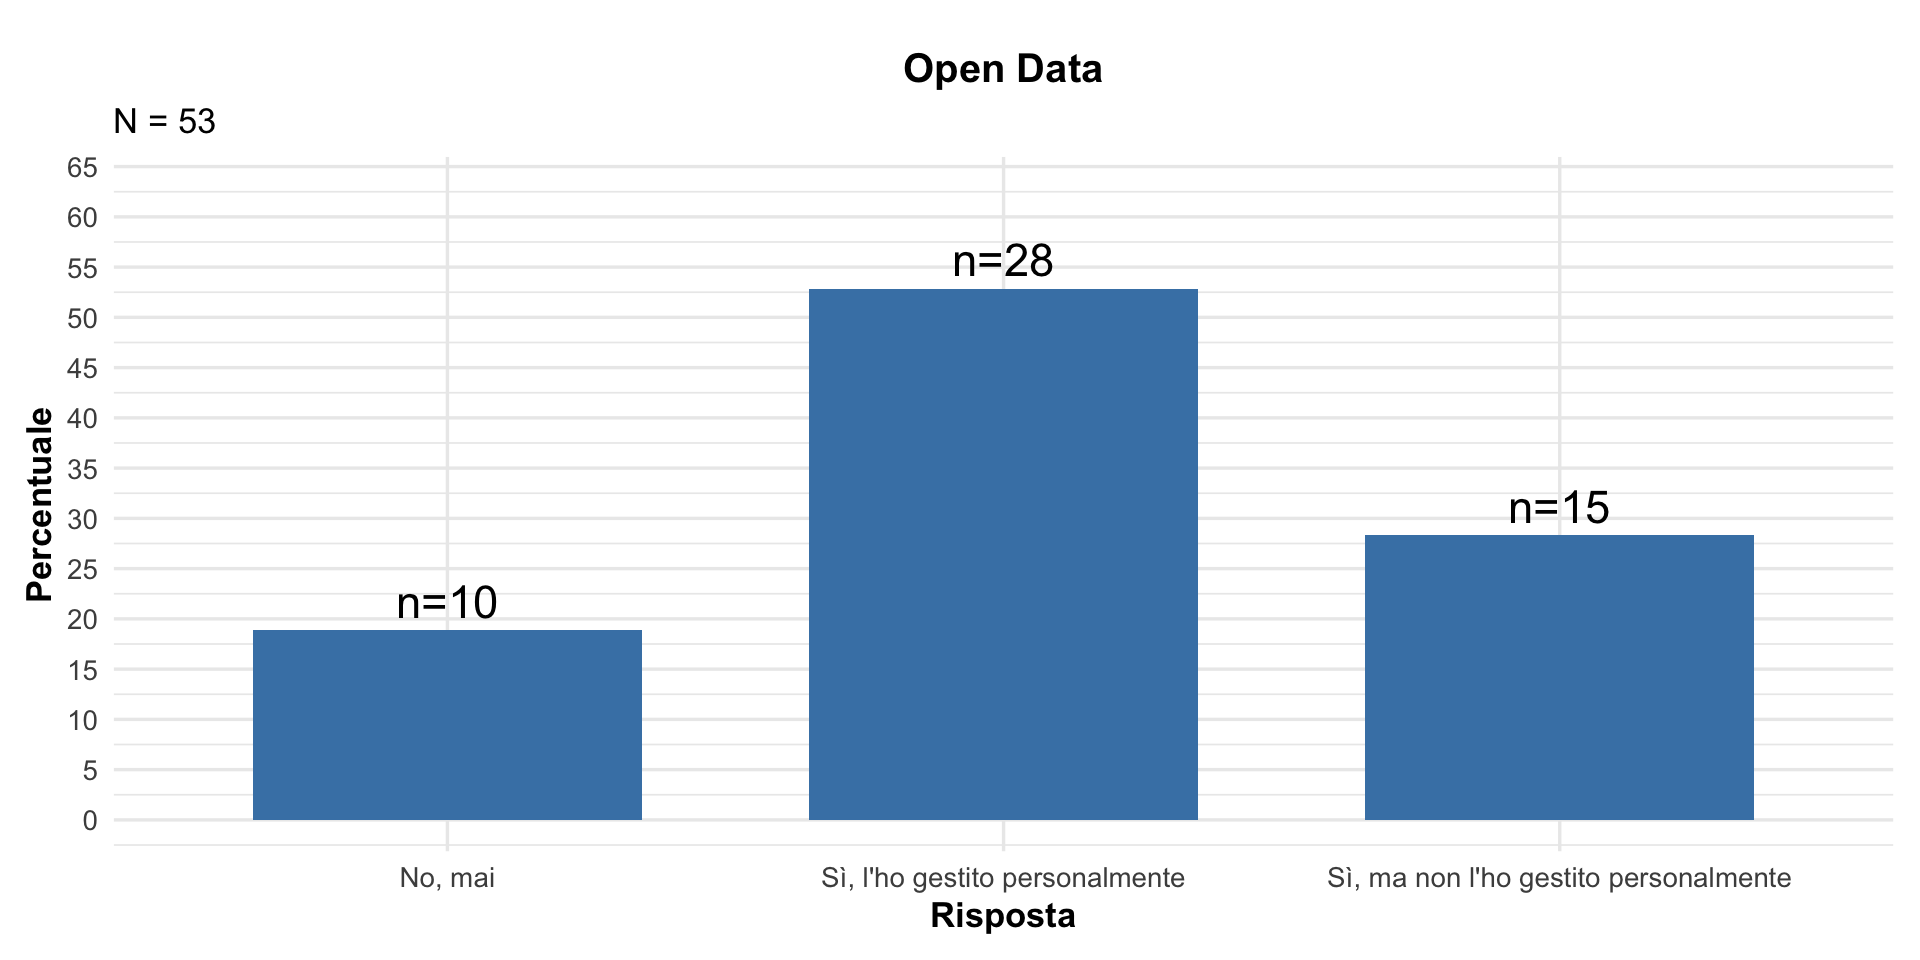 Open Data
N = 53
65
60
55
50
45
40
35
30
25
20
15
10
5
0
Percentuale
n=10
n=28
n=15
No, mai
Sì, l'ho gestito personalmente
Sì, ma non l'ho gestito personalmente
Risposta